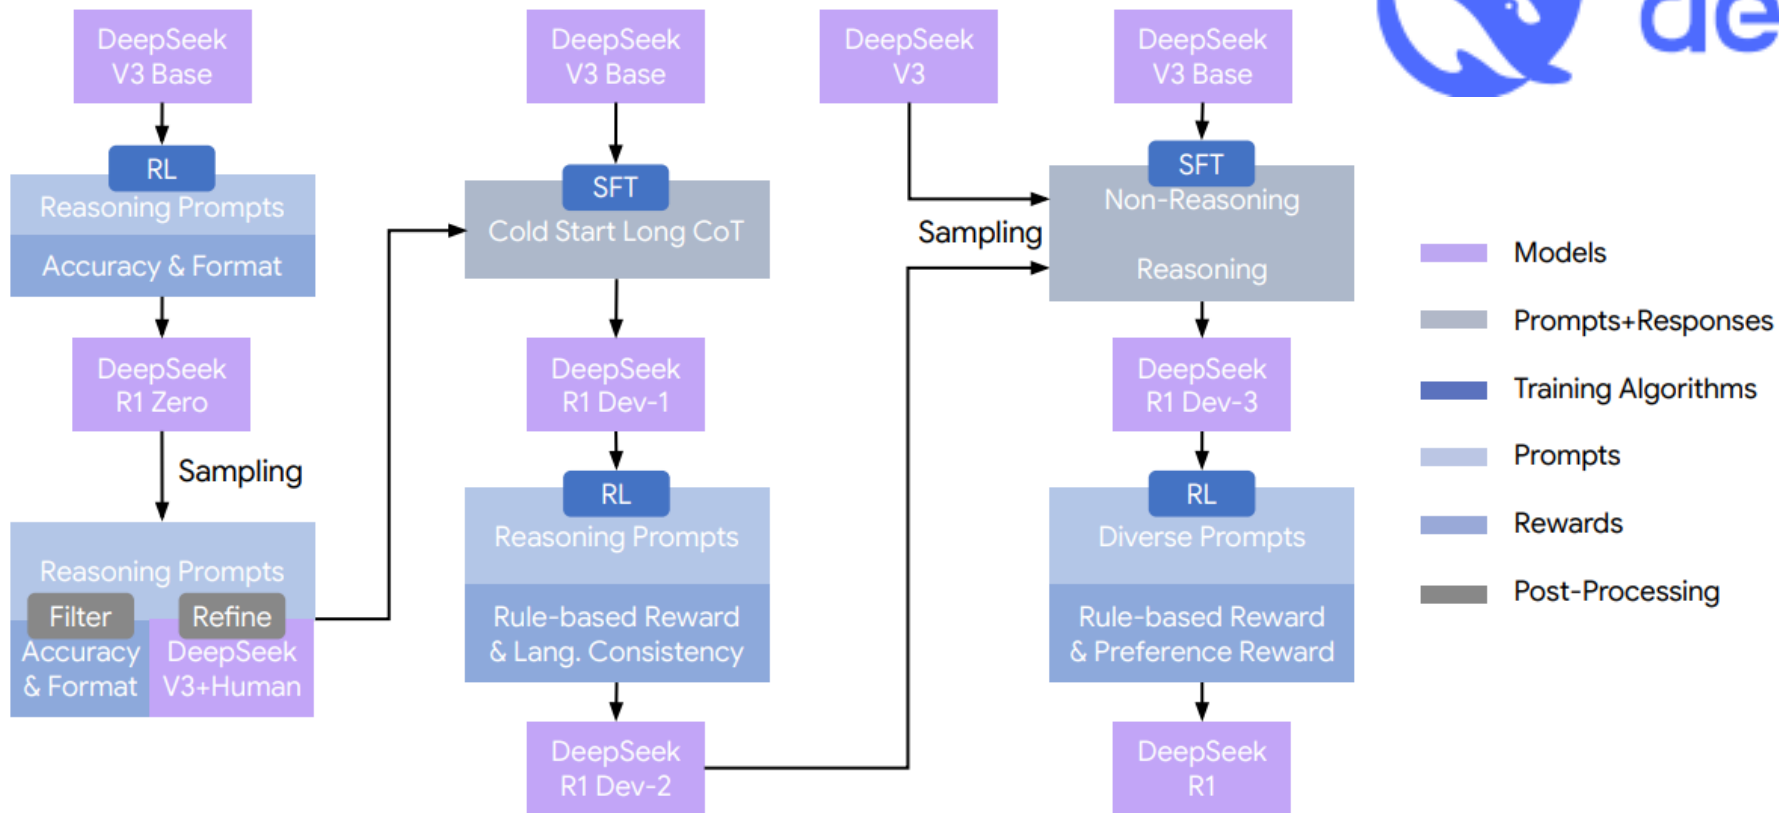 DeepSeek
V3 Base
RL
Reasoning Prompts
Accuracy & Format
DeepSeek
R1 Zero
Sampling
Reasoning Prompts
Filter
Refine
Accuracy
& Format
DeepSeek
V3+Human
DeepSeek
V3 Base
SFT
Cold Start Long CoT
DeepSeek
R1 Dev-1
RL
Reasoning Prompts
Rule-based Reward
& Lang. Consistency
DeepSeek
R1 Dev-2
DeepSeek
V3
Sampling
DeepSeek
V3 Base
SFT
Non-Reasoning
Reasoning
DeepSeek
R1 Dev-3
RL
Diverse Prompts
Rule-based Reward
& Preference Reward
DeepSeek
R1
de
Models
Prompts+Responses
Training Algorithms
Prompts
Rewards
Post-Processing